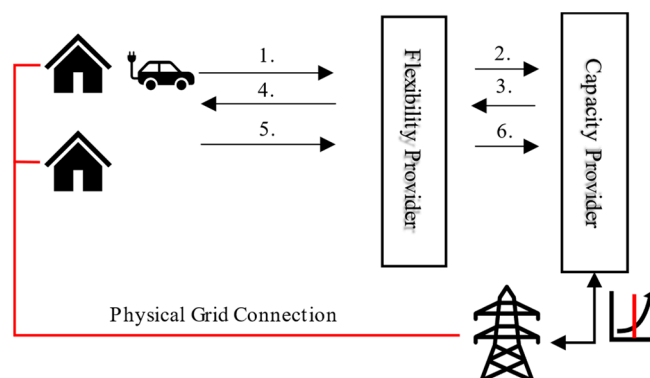 1.
2.
4.
3.
5.
6.
Flexibility Provider
Capacity Provider
Physical Grid Connection